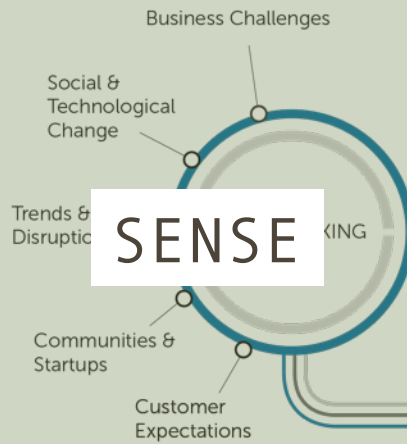 Business Challenges
Social &
Technological
Change
Trends &
SENSE
Communities &
Startups
Customer
Expectations